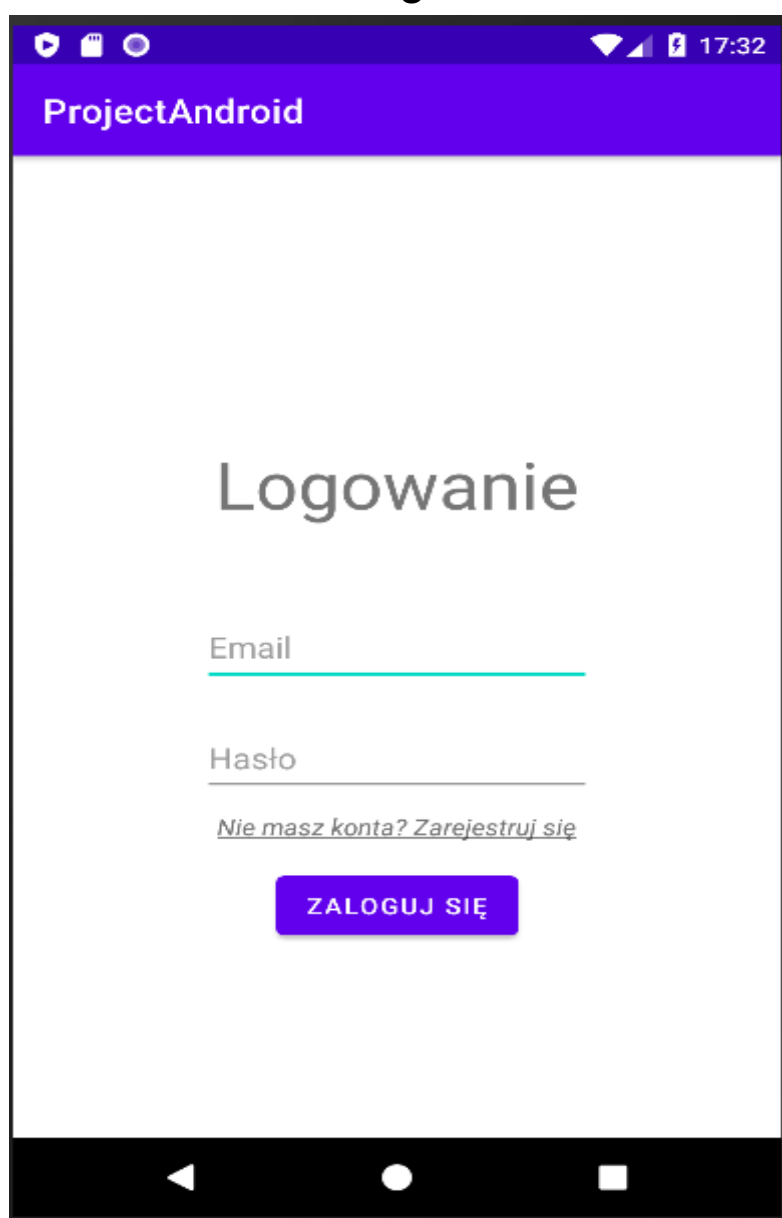 17:32
ProjectAndroid
Logowanie
Email
Hasło
Nie masz konta? Zarejestruj się
ZALOGUJ SIĘ